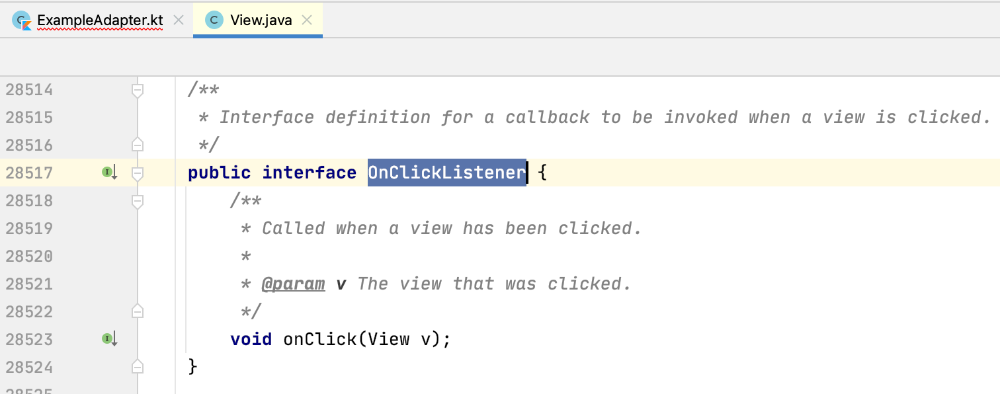 ExampleAdapter.kt View.java
28514 /**
28515 * Interface definition for a callback to be invoked when a view is clicked.
28516 */
28517 public interface OnClickListener {
28518 /**
28519 * Called when a view has been clicked.
28520 *
28521 * @param v The view that was clicked.
28522 */
28523 void onClick(View v);
28524 }
28525